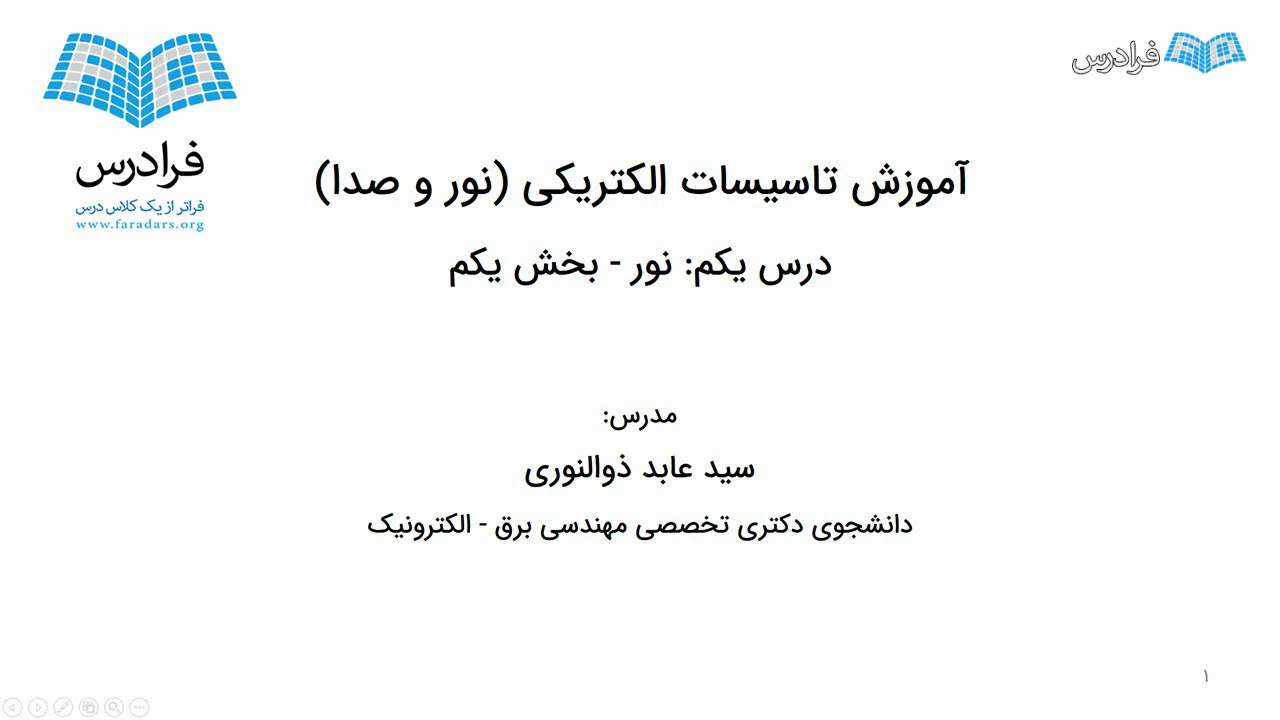 فرادرس
فرادرس
فراتر از یک کلاس درس
www.faradars.org
آموزش تاسیسات الکتریکی (نور و صدا)
درس یکم: نور - بخش یکم
مدرس:
سید عابد ذوالنوری
دانشجوی دکتری تخصصی مهندسی برق - الکترونیک
۱